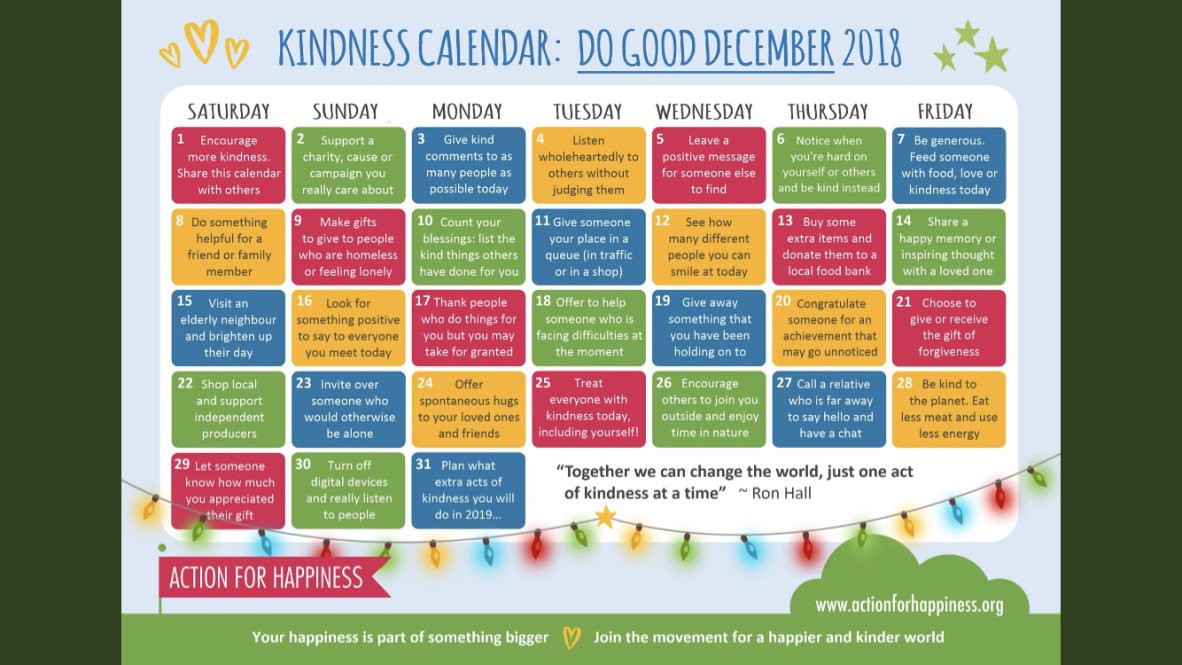 KINDNESS CALENDAR: DO GOOD DECEMBER 2018
SATURDAY SUNDAY MONDAY TUESDAY WEDNESDAY THURSDAY FRIDAY
1 Encourage
more kindness.
Share this calendar
with others
2 Support a
charity, cause or
campaign you
really care about
3 Give kind
comments to as
many people as
possible today
4 Listen
wholeheartedly to
others without
judging them
5 Leave a
positive message
for someone else
to find
6 Notice when
you're hard on
yourself or others
and be kind instead
7 Be generous.
Feed someone
with food, love or
kindness today
8 Do something
helpful for a
friend or family
member
9 Make gifts
to give to people
who are homeless
or feeling lonely
10 Count your
blessings: list the
kind things others
have done for you
11 Give someone
your place in a
queue (in traffic
or in a shop)
12 See how
many different
people you can
smile at today
13 Buy some
extra items and
donate them to a
local food bank
14 Share a
happy memory or
inspiring thought
with a loved one
15 Visit an
elderly neighbour
and brighten up
their day
16 Look for
something positive
to say to everyone
you meet today
17 Thank people
who do things for
you but you may
take for granted
18 Offer to help
someone who is
facing difficulties at
the moment
19 Give away
something that
you have been
holding on to
20 Congratulate
someone for an
achievement that
may go unnoticed
21 Choose to
give or receive
the gift of
forgiveness
22 Shop local
and support
independent
producers
23 Invite over
someone who
would otherwise
be alone
24 Offer
spontaneous hugs
to your loved ones
and friends
25 Treat
everyone with
kindness today,
including yourself!
26 Encourage
others to join you
outside and enjoy
time in nature
27 Call a relative
who is far away
to say hello and
have a chat
28 Be kind to
the planet. Eat
less meat and use
less energy
29 Let someone
know how much
you appreciated
their gift
30 Turn off
digital devices
and really listen
to people
31 Plan what
extra acts of
kindness you will
do in 2019...
“Together we can change the world, just one act
of kindness at a time” ~ Ron Hall
ACTION FOR HAPPINESS
www.actionforhappiness.org
Your happiness is part of something bigger Join the movement for a happier and kinder world